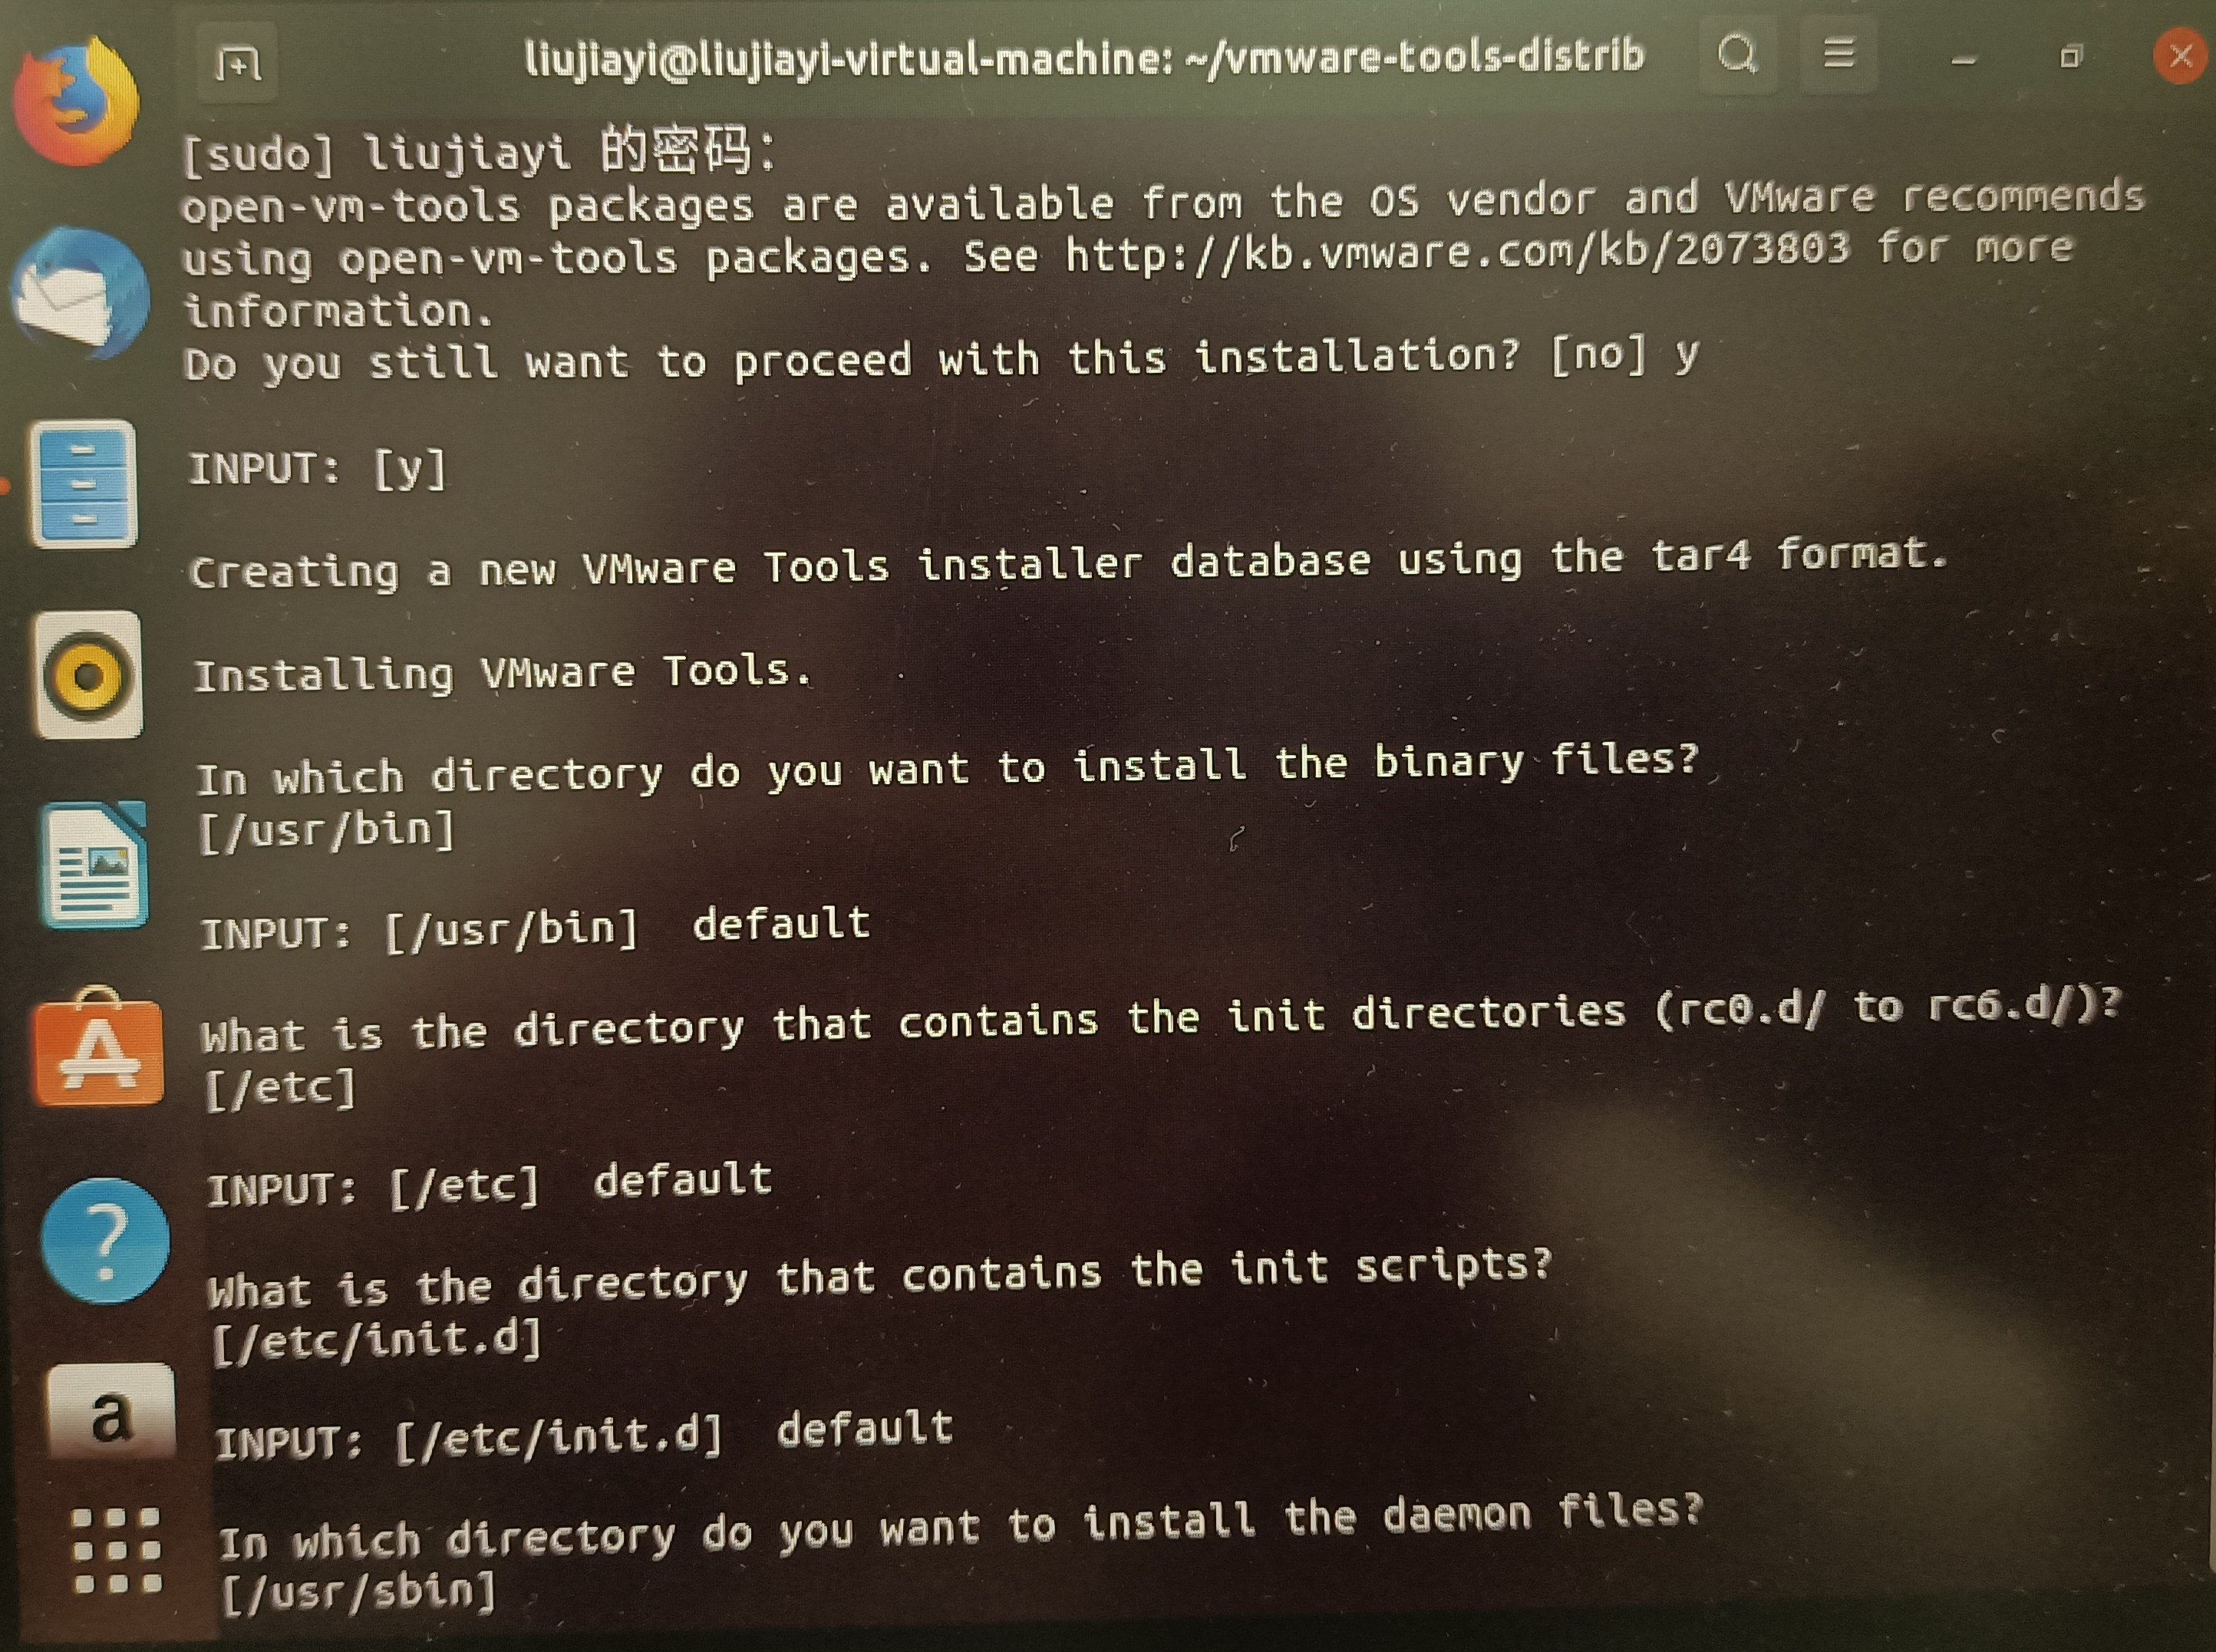 liujiayi@liujiayi-virtual-machine: ~/vmware-tools-distrib
[sudo] liujiayi 的密码：
open-vm-tools packages are available from the OS vendor and VMware recommends
using open-vm-tools packages. See http://kb.vmware.com/kb/2073803 for more
information.
Do you still want to proceed with this installation? [no] y
INPUT: [y]
Creating a new VMware Tools installer database using the tar4 format.
Installing VMware Tools.
In which directory do you want to install the binary files?
[/usr/bin]
INPUT: [/usr/bin]  default
What is the directory that contains the init directories (rc0.d/ to rc6.d/)?
[/etc]
INPUT: [/etc]  default
What is the directory that contains the init scripts?
[/etc/init.d]
INPUT: [/etc/init.d]  default
In which directory do you want to install the daemon files?
[/usr/sbin]
a